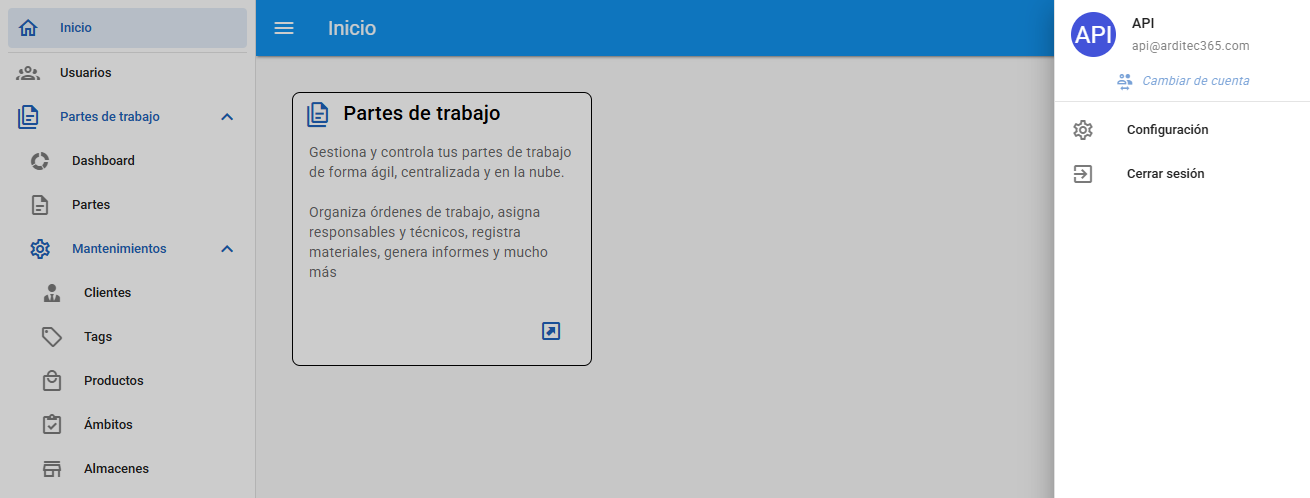 Inicio
Usuarios
Partes de trabajo
Dashboard
Partes
Mantenimientos
Clientes
Tags
Productos
Ámbitos
Almacenes
Inicio
Partes de trabajo
Gestiona y controla tus partes de trabajo
de forma ágil, centralizada y en la nube.
Organiza órdenes de trabajo, asigna
responsables y técnicos, registra
materiales, genera informes y mucho
más
API
API
api@arditec365.com
Cambiar de cuenta
Configuración
Cerrar sesión